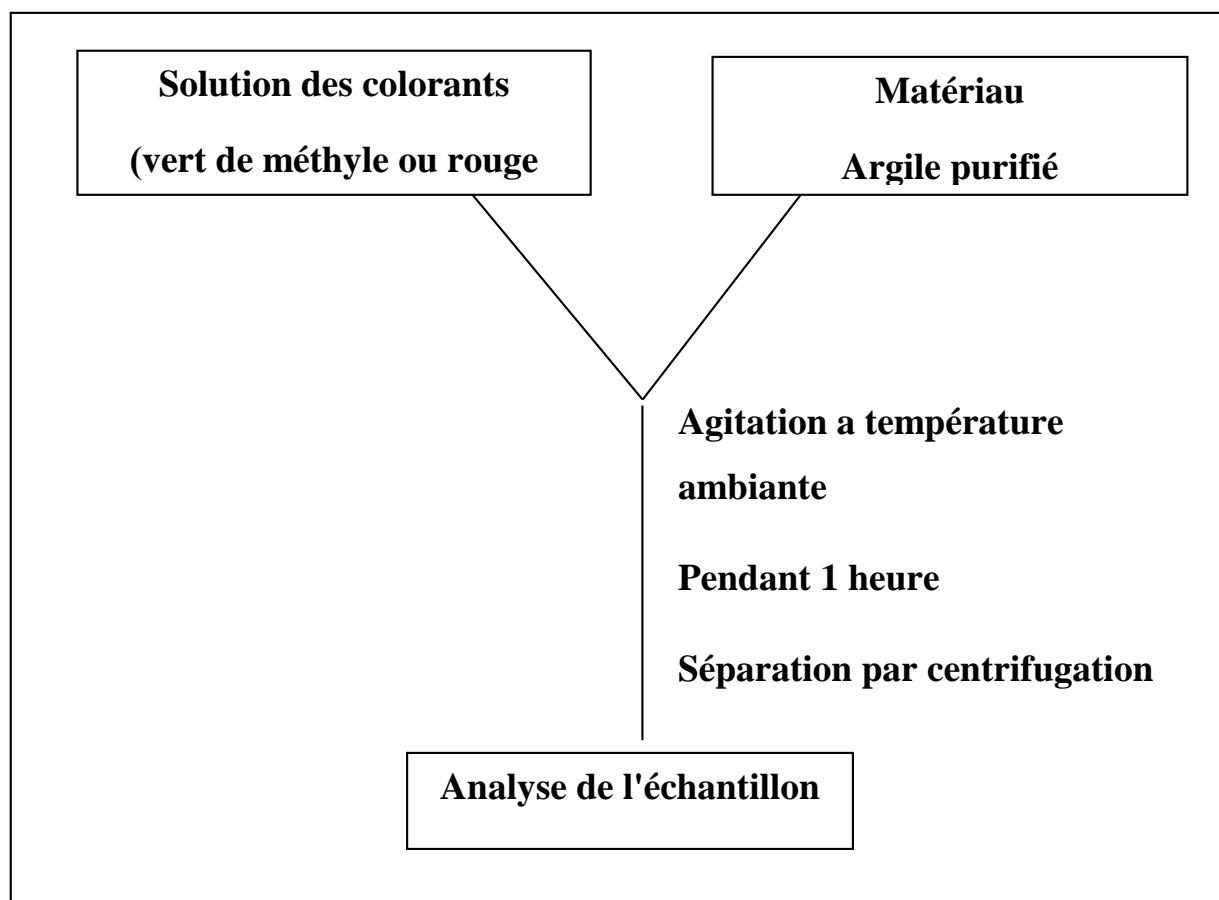 Solution des colorants
(vert de méthyle ou rouge
Matériau
Argile purifié
Agitation a température
ambiante
Pendant 1 heure
Séparation par centrifugation
Analyse de l'échantillon